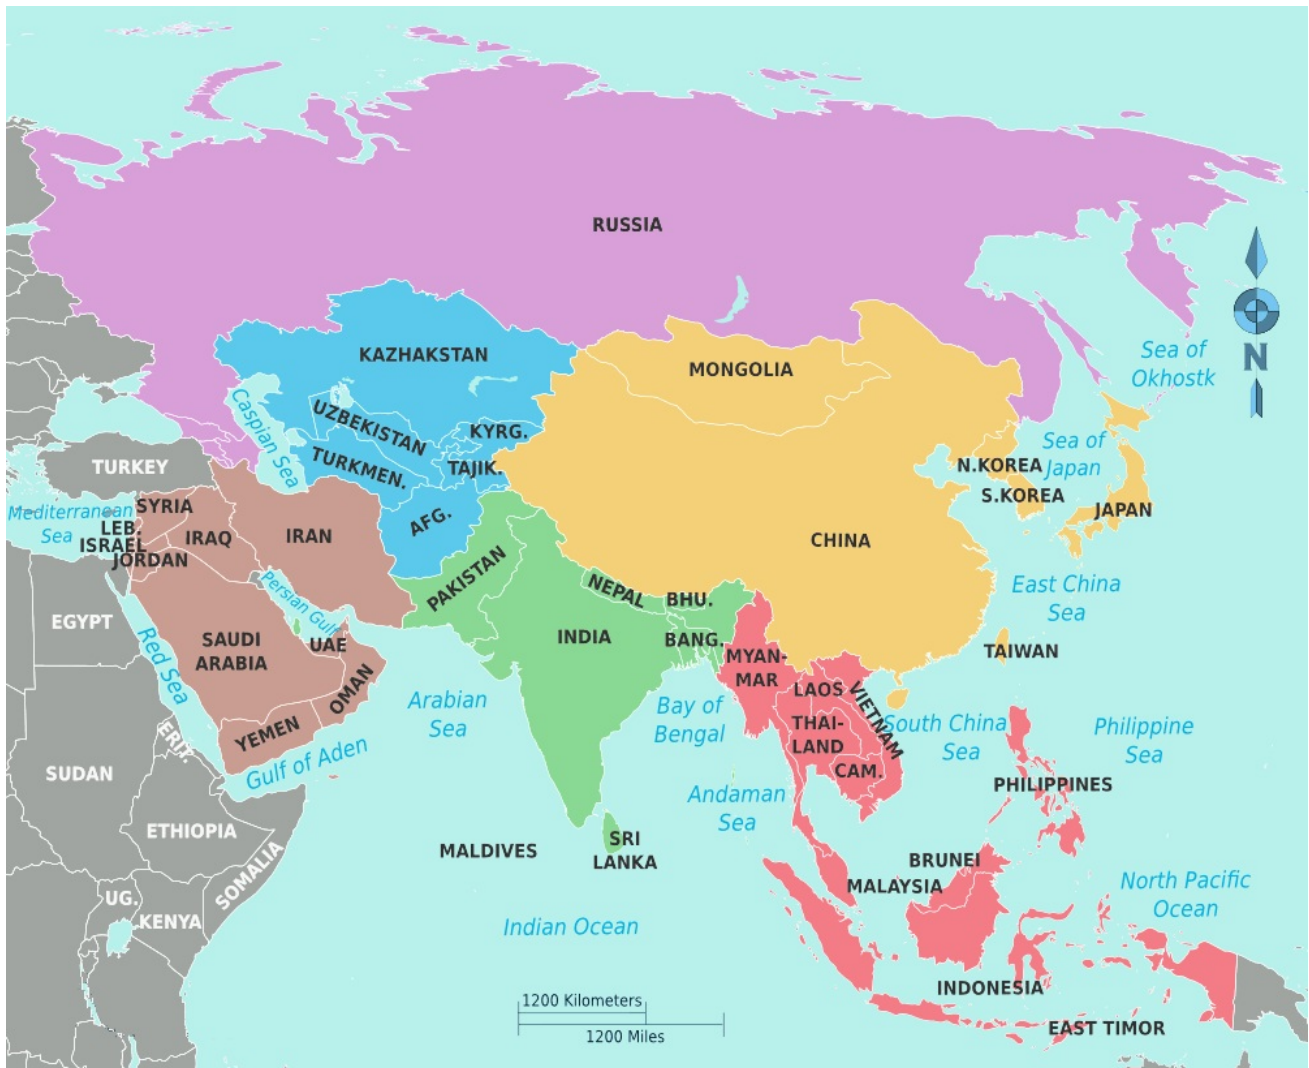 RUSSIA
KAZHAKSTAN
MONGOLIA
Sea of
Okhostk
N
Caspian Sea
UZBEKISTAN
KYRG.
TURKMEN.
TAJIK.
TURKEY
Sea of
Japan
N.KOREA
S.KOREA
JAPAN
SYRIA
Mediterranean
Sea
LEB.
ISRAEL
JORDAN
IRAQ
IRAN
AFG.
CHINA
PAKISTAN
NEPAL
BHU.
East China
Sea
EGYPT
Persian Gulf
SAUDI
ARABIA
UAE
INDIA
BANG.
TAIWAN
Red Sea
OMAN
MYAN-
MAR
LAOS
VIETNAM
Arabian
Sea
Bay of
Bengal
THAI-
LAND
South China
Sea
Philippine
Sea
ERIT.
YEMEN
Gulf of Aden
SUDAN
CAM.
PHILIPPINES
Andaman
Sea
ETHIOPIA
SOMALIA
MALDIVES
SRI
LANKA
BRUNEI
MALAYSIA
UG.
KENYA
North Pacific
Ocean
Indian Ocean
INDONESIA
EAST TIMOR
1200 Kilometers
1200 Miles